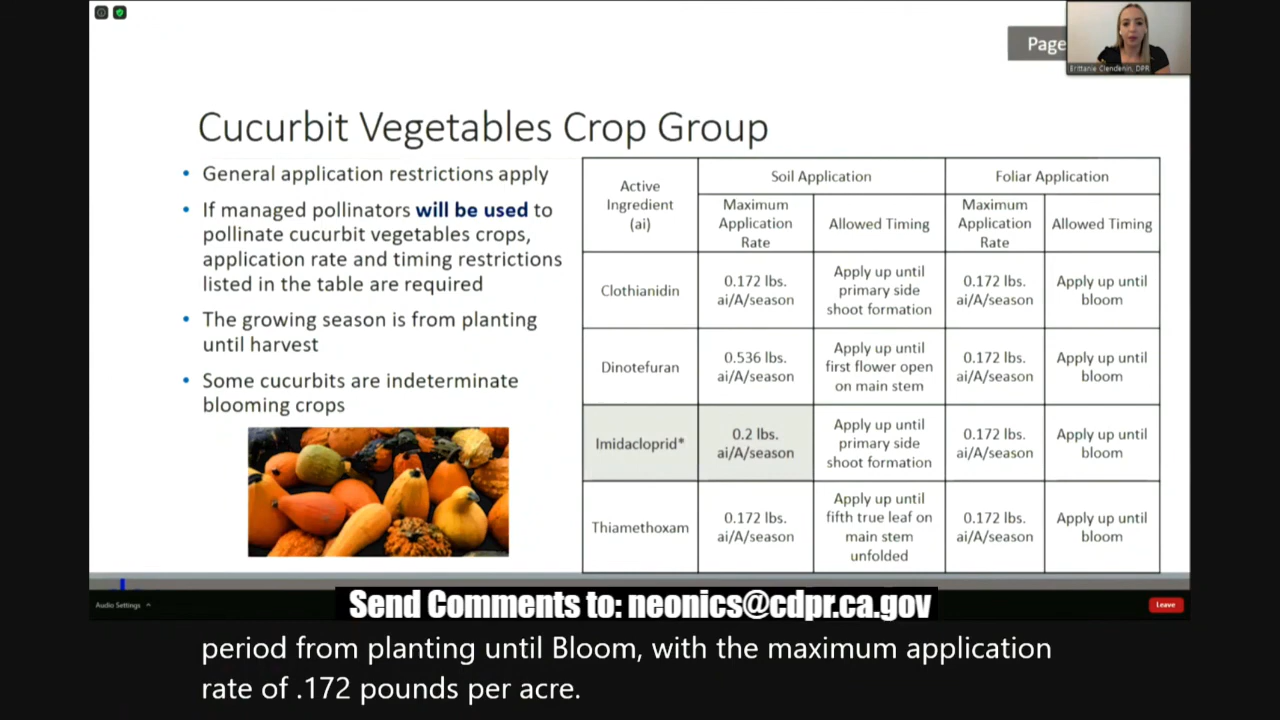 Page
Brittanie Clendenin, DPR
Cucurbit Vegetables Crop Group
• General application restrictions apply
• If managed pollinators will be used to
pollinate cucurbit vegetables crops,
application rate and timing restrictions
listed in the table are required
• The growing season is from planting
until harvest
• Some cucurbits are indeterminate
blooming crops
Active
Ingredient
(ai)
Soil Application
Foliar Application
Maximum
Application
Rate
Allowed Timing
Maximum
Application
Rate
Allowed Timing
Clothianidin
0.172 lbs.
ai/A/season
Apply up until
primary side
shoot formation
0.172 lbs.
ai/A/season
Apply up until
bloom
Dinotefuran
0.536 lbs.
ai/A/season
Apply up until
first flower open
on main stem
0.172 lbs.
ai/A/season
Apply up until
bloom
Imidacloprid*
0.2 lbs.
ai/A/season
Apply up until
primary side
shoot formation
0.172 lbs.
ai/A/season
Apply up until
bloom
Thiamethoxam
0.172 lbs.
ai/A/season
Apply up until
fifth true leaf on
main stem
unfolded
0.172 lbs.
ai/A/season
Apply up until
bloom
Audio Settings
Send Comments to: neonics@cdpr.ca.gov
Leave
period from planting until Bloom, with the maximum application
rate of .172 pounds per acre.